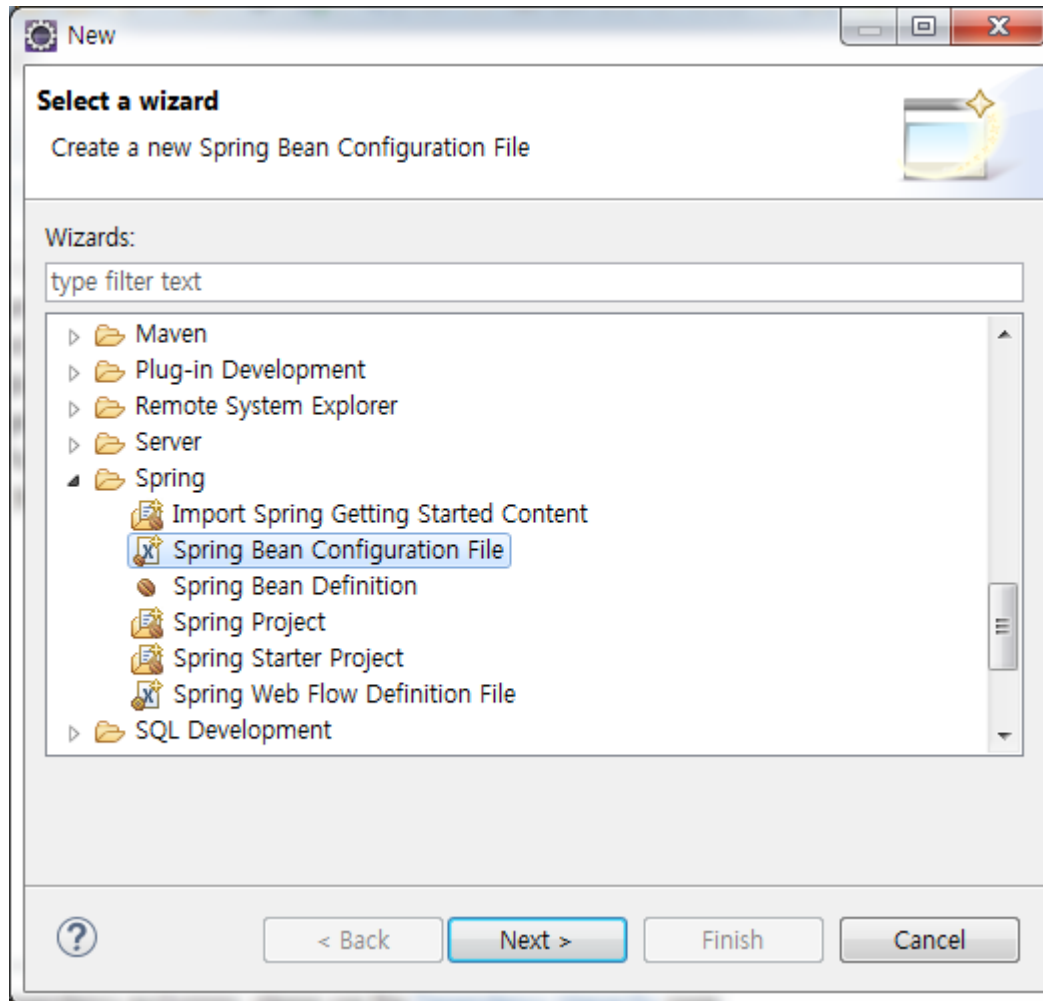 New
Select a wizard
Create a new Spring Bean Configuration File
Wizards:
type filter text
Maven
Plug-in Development
Remote System Explorer
Server
Spring
Import Spring Getting Started Content
Spring Bean Configuration File
Spring Bean Definition
Spring Project
Spring Starter Project
Spring Web Flow Definition File
SQL Development
< Back Next > Finish Cancel